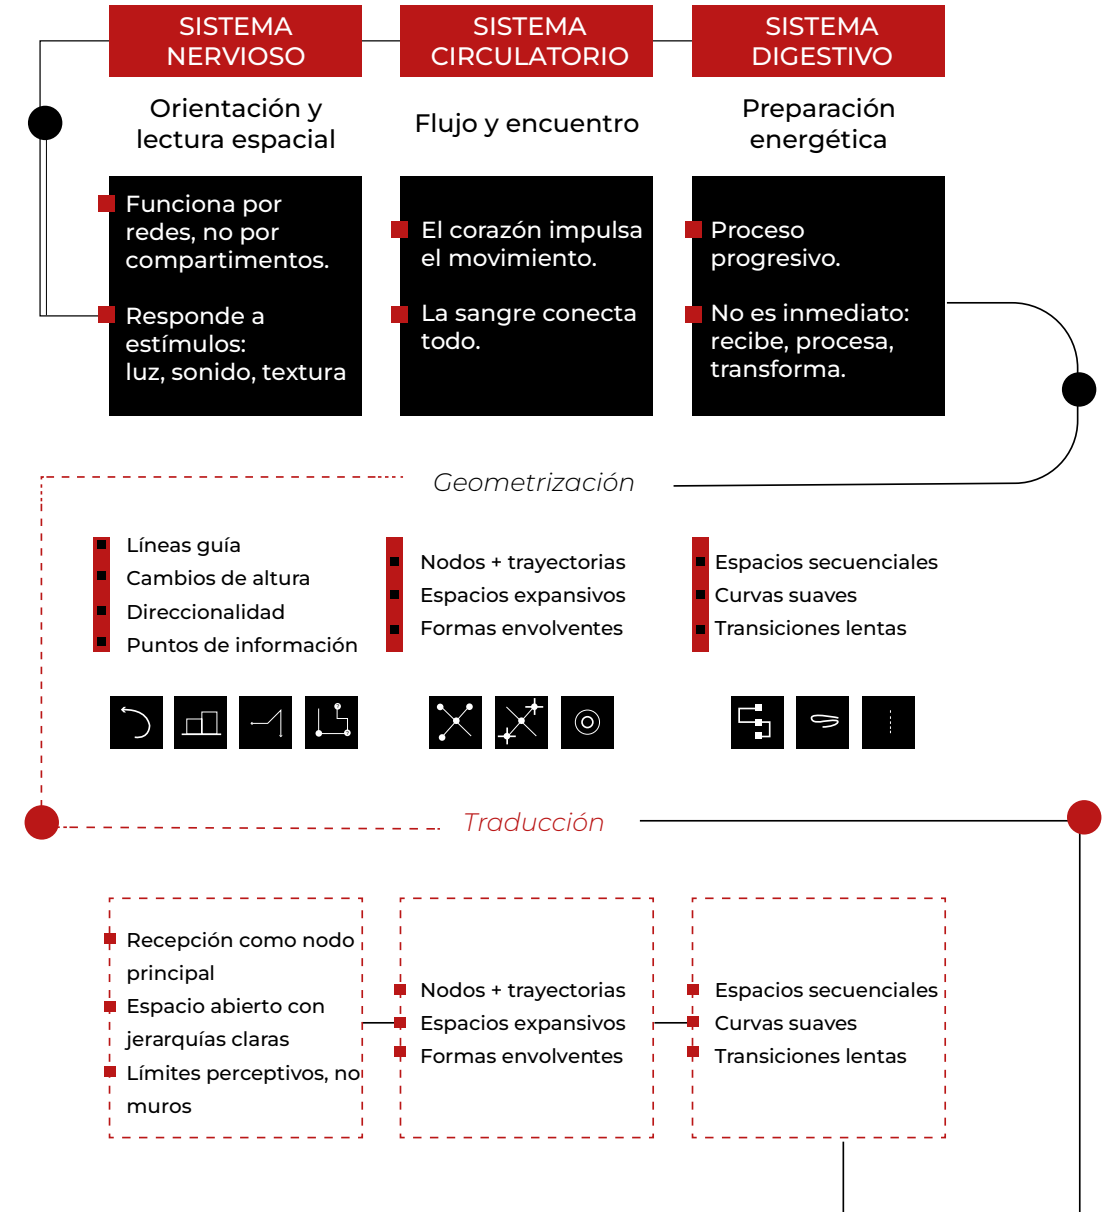 SISTEMA
NERVIOSO
SISTEMA
CIRCULATORIO
SISTEMA
DIGESTIVO
Orientación y
lectura espacial
Flujo y encuentro
Preparación
energética
Funciona por
redes, no por
compartimentos.
Responde a
estímulos:
luz, sonido, textura
El corazón impulsa
el movimiento.
La sangre conecta
todo.
Proceso
progresivo.
No es inmediato:
recibe, procesa,
transforma.
Geometrización
Líneas guía
Cambios de altura
Direccionalidad
Puntos de información
Nodos + trayectorias
Espacios expansivos
Formas envolventes
Espacios secuenciales
Curvas suaves
Transiciones lentas
Traducción
Recepción como nodo
principal
Espacio abierto con
jerarquías claras
Límites perceptivos, no
muros
Nodos + trayectorias
Espacios expansivos
Formas envolventes
Espacios secuenciales
Curvas suaves
Transiciones lentas